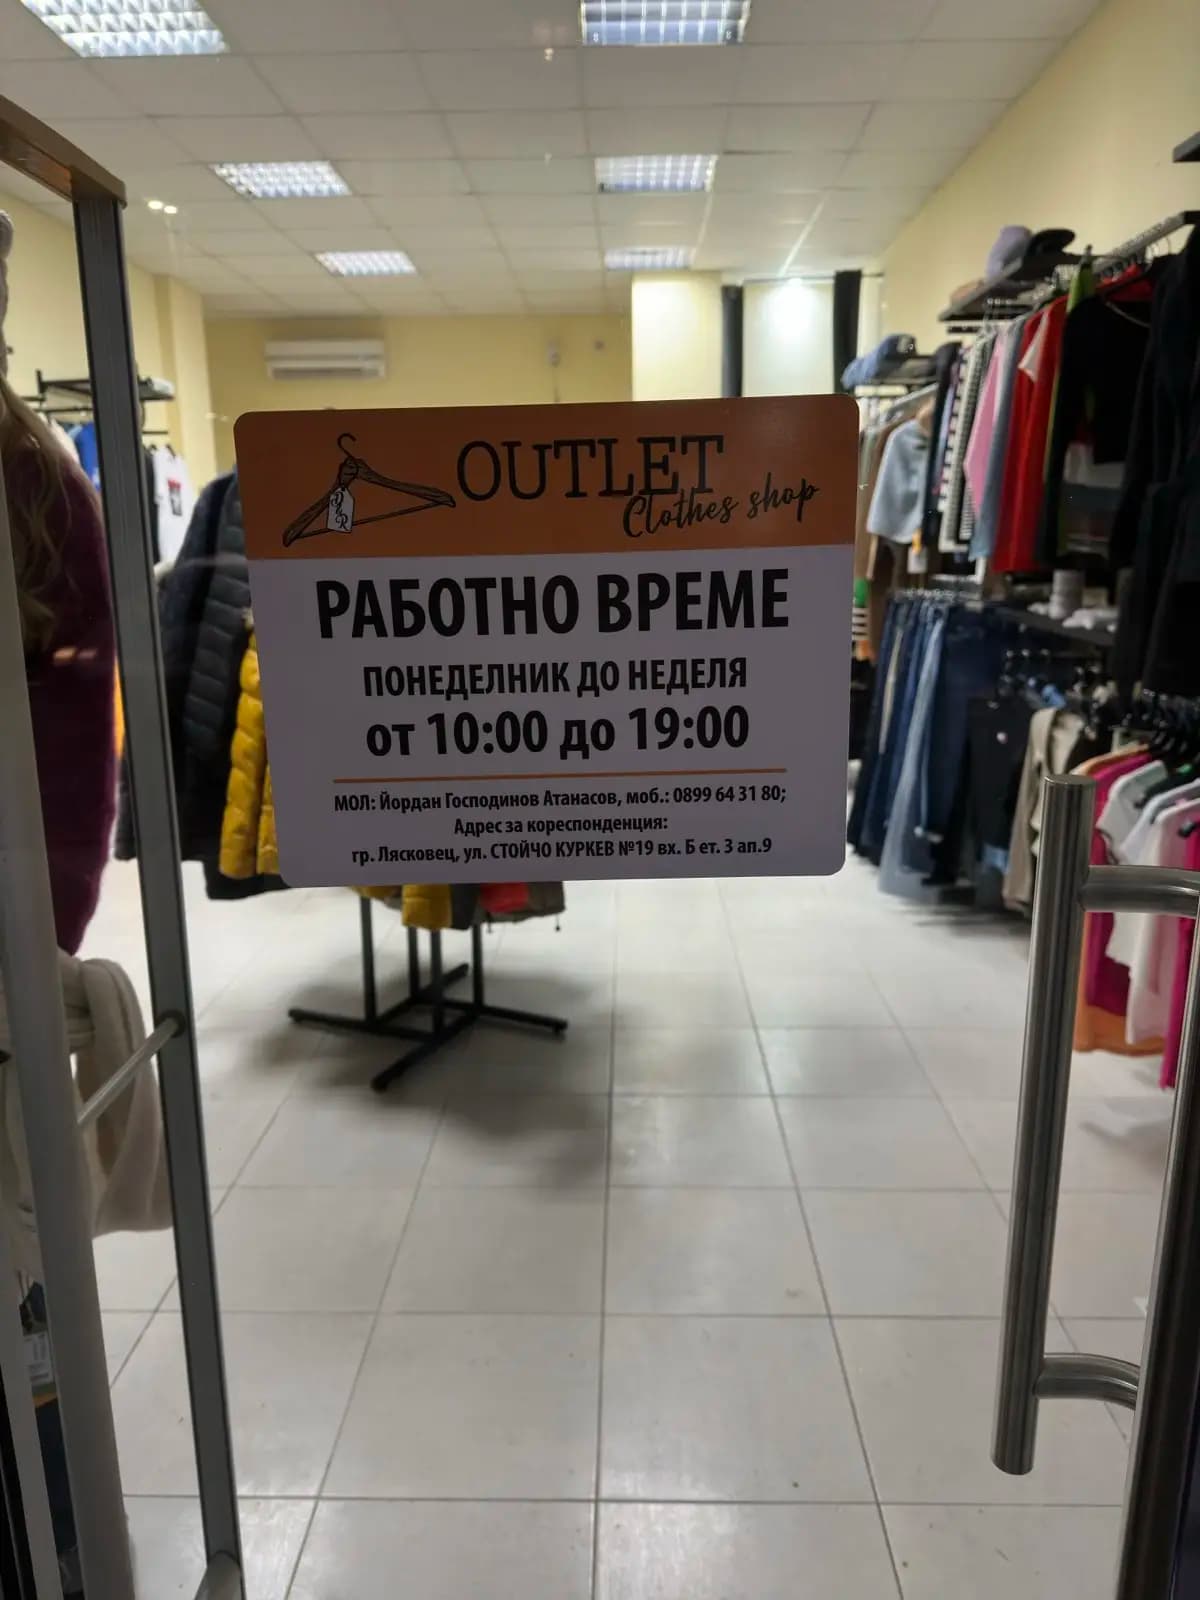 OUTLET
Clothes shop
РАБОТНО ВРЕМЕ
ПОНЕДЕЛНИК ДО НЕДЕЛЯ
от 10:00 до 19:00
МОЛ: Йордан Господинов Атанасов, моб.: 0899 64 31 80;
Адрес за кореспонденция:
гр. Лясковец, ул. СТОЙЧО КУРКЕВ №19 вх. Б ет. 3 ап.9